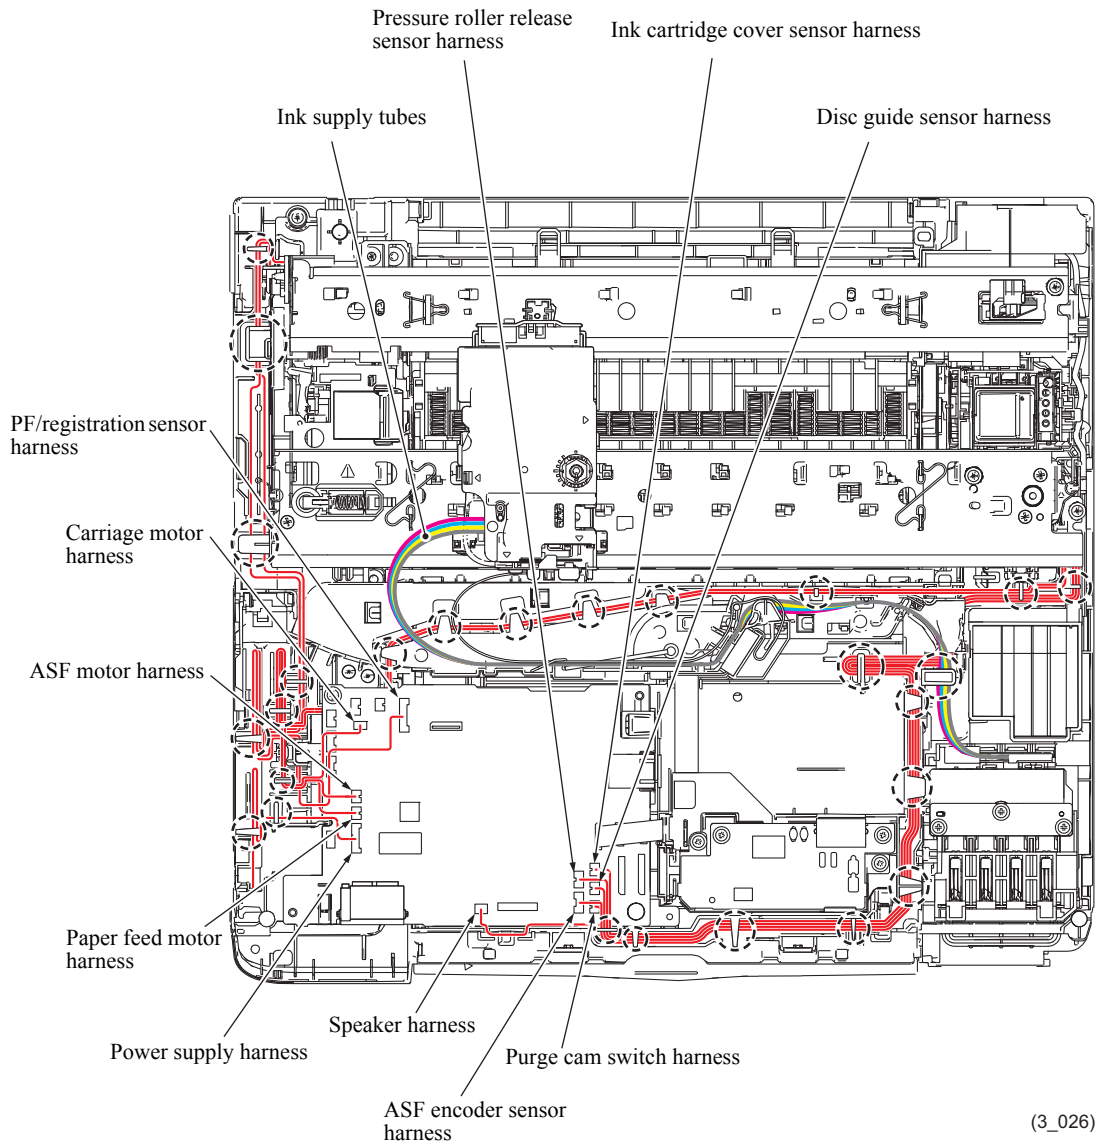 Pressure roller release
sensor harness
Ink cartridge cover sensor harness
Ink supply tubes
Disc guide sensor harness
PF/registration sensor
harness
Carriage motor
harness
ASF motor harness
Paper feed motor
harness
Speaker harness
Power supply harness
Purge cam switch harness
ASF encoder sensor
harness
(3_026)